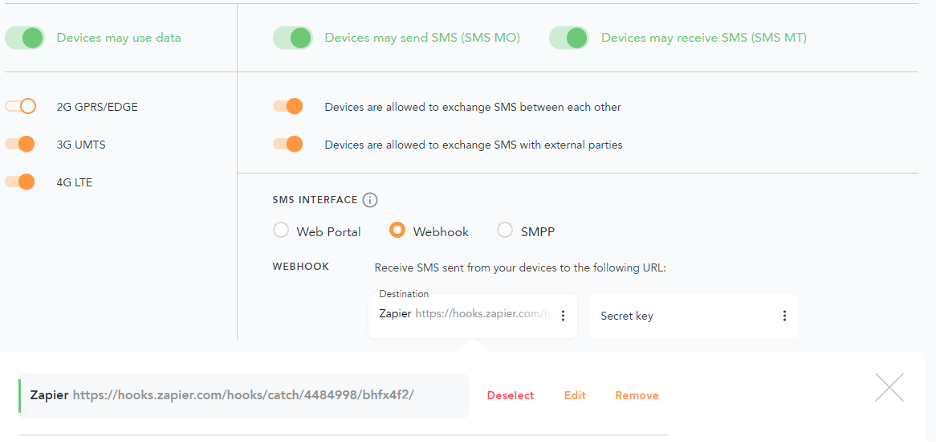 Devices may use data
Devices may send SMS (SMS MO)
Devices may receive SMS (SMS MT)
2G GPRS/EDGE
3G UMTS
4G LTE
Devices are allowed to exchange SMS between each other
Devices are allowed to exchange SMS with external parties
SMS INTERFACE
Web Portal
Webhook
SMPP
WEBHOOK
Receive SMS sent from your devices to the following URL:
Destination
Zapier https://hooks.zapier.com/h
Secret key
Zapier https://hooks.zapier.com/hooks/catch/4484998/bhfx4f2/
Deselect
Edit
Remove